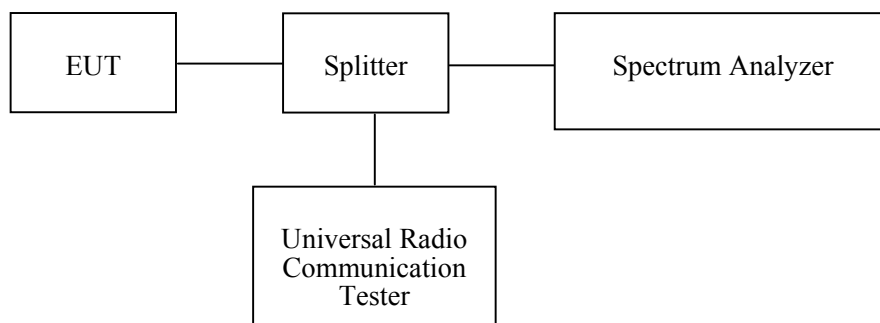 EUT
Splitter
Spectrum Analyzer
Universal Radio
Communication
Tester